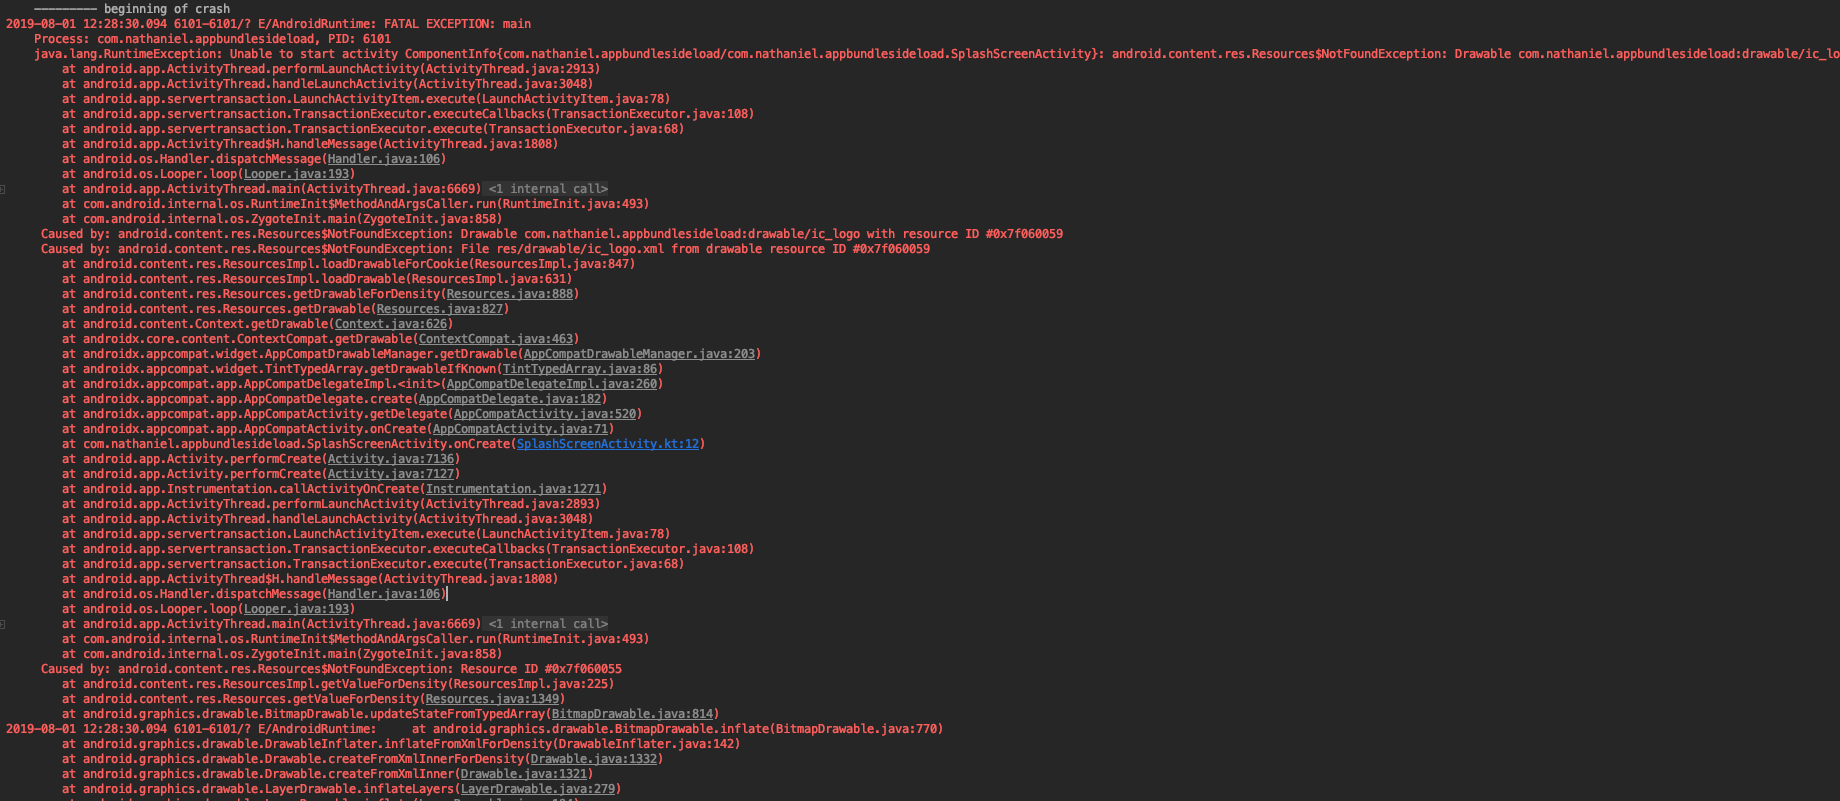 --------- beginning of crash
2019-08-01 12:28:30.094 6101-6101/? E/AndroidRuntime: FATAL EXCEPTION: main
Process: com.nathaniel.appbundlesideload, PID: 6101
java.lang.RuntimeException: Unable to start activity ComponentInfo{com.nathaniel.appbundlesideload/com.nathaniel.appbundlesideload.SplashScreenActivity}: android.content.res.Resources$NotFoundException: Drawable com.nathaniel.appbundlesideload:drawable/ic_lo
at android.app.ActivityThread.performLaunchActivity(ActivityThread.java:2913)
at android.app.ActivityThread.handleLaunchActivity(ActivityThread.java:3048)
at android.app.servertransaction.LaunchActivityItem.execute(LaunchActivityItem.java:78)
at android.app.servertransaction.TransactionExecutor.executeCallbacks(TransactionExecutor.java:108)
at android.app.servertransaction.TransactionExecutor.execute(TransactionExecutor.java:68)
at android.app.ActivityThread$H.handleMessage(ActivityThread.java:1808)
at android.os.Handler.dispatchMessage(Handler.java:106)
at android.os.Looper.loop(Looper.java:193)
at android.app.ActivityThread.main(ActivityThread.java:6669) <1 internal call>
at com.android.internal.os.RuntimeInit$MethodAndArgsCaller.run(RuntimeInit.java:493)
at com.android.internal.os.ZygoteInit.main(ZygoteInit.java:858)
Caused by: android.content.res.Resources$NotFoundException: Drawable com.nathaniel.appbundlesideload:drawable/ic_logo with resource ID #0x7f060059
Caused by: android.content.res.Resources$NotFoundException: File res/drawable/ic_logo.xml from drawable resource ID #0x7f060059
at android.content.res.ResourcesImpl.loadDrawableForCookie(ResourcesImpl.java:847)
at android.content.res.ResourcesImpl.loadDrawable(ResourcesImpl.java:631)
at android.content.res.Resources.getDrawableForDensity(Resources.java:888)
at android.content.res.Resources.getDrawable(Resources.java:827)
at android.content.Context.getDrawable(Context.java:626)
at androidx.core.content.ContextCompat.getDrawable(ContextCompat.java:463)
at androidx.appcompat.widget.AppCompatDrawableManager.getDrawable(AppCompatDrawableManager.java:203)
at androidx.appcompat.widget.TintTypedArray.getDrawableIfKnown(TintTypedArray.java:86)
at androidx.appcompat.app.AppCompatDelegateImpl.<init>(AppCompatDelegateImpl.java:260)
at androidx.appcompat.app.AppCompatDelegate.create(AppCompatDelegate.java:182)
at androidx.appcompat.app.AppCompatActivity.getDelegate(AppCompatActivity.java:520)
at androidx.appcompat.app.AppCompatActivity.onCreate(AppCompatActivity.java:71)
at com.nathaniel.appbundlesideload.SplashScreenActivity.onCreate(SplashScreenActivity.kt:12)
at android.app.Activity.performCreate(Activity.java:7136)
at android.app.Activity.performCreate(Activity.java:7127)
at android.app.Instrumentation.callActivityOnCreate(Instrumentation.java:1271)
at android.app.ActivityThread.performLaunchActivity(ActivityThread.java:2893)
at android.app.ActivityThread.handleLaunchActivity(ActivityThread.java:3048)
at android.app.servertransaction.LaunchActivityItem.execute(LaunchActivityItem.java:78)
at android.app.servertransaction.TransactionExecutor.executeCallbacks(TransactionExecutor.java:108)
at android.app.servertransaction.TransactionExecutor.execute(TransactionExecutor.java:68)
at android.app.ActivityThread$H.handleMessage(ActivityThread.java:1808)
at android.os.Handler.dispatchMessage(Handler.java:106)
at android.os.Looper.loop(Looper.java:193)
at android.app.ActivityThread.main(ActivityThread.java:6669) <1 internal call>
at com.android.internal.os.RuntimeInit$MethodAndArgsCaller.run(RuntimeInit.java:493)
at com.android.internal.os.ZygoteInit.main(ZygoteInit.java:858)
Caused by: android.content.res.Resources$NotFoundException: Resource ID #0x7f060055
at android.content.res.ResourcesImpl.getValueForDensity(ResourcesImpl.java:225)
at android.content.res.Resources.getValueForDensity(Resources.java:1349)
at android.graphics.drawable.BitmapDrawable.updateStateFromTypedArray(BitmapDrawable.java:814)
2019-08-01 12:28:30.094 6101-6101/? E/AndroidRuntime:     at android.graphics.drawable.BitmapDrawable.inflate(BitmapDrawable.java:770)
at android.graphics.drawable.DrawableInflater.inflateFromXmlForDensity(DrawableInflater.java:142)
at android.graphics.drawable.Drawable.createFromXmlInnerForDensity(Drawable.java:1332)
at android.graphics.drawable.Drawable.createFromXmlInner(Drawable.java:1321)
at android.graphics.drawable.LayerDrawable.inflateLayers(LayerDrawable.java:279)